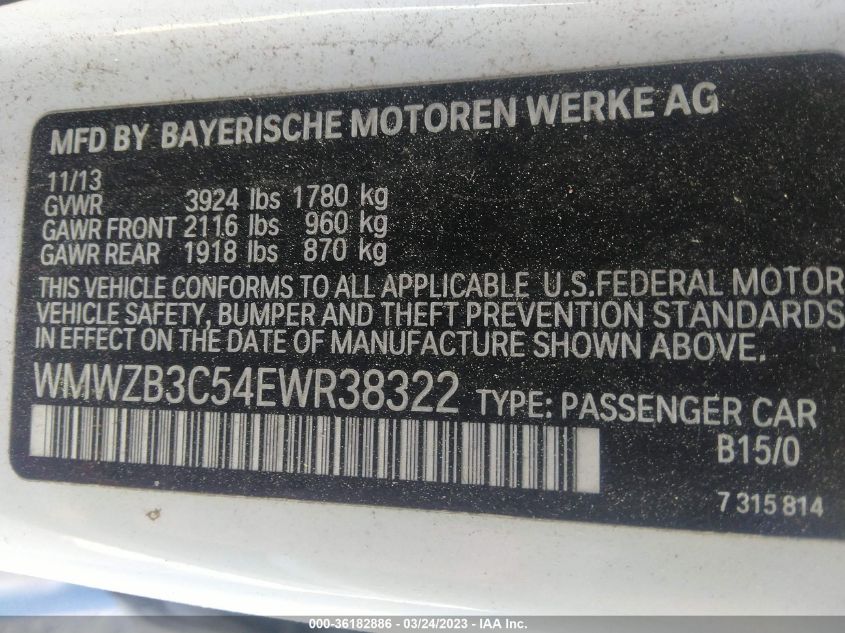 MFD BY BAYERISCHE MOTOREN WERKE AG
11/13
GVWR 3924 lbs 1780 kg
GAWR FRONT 2116 lbs 960 kg
GAWR REAR 1918 lbs 870 kg
THIS VEHICLE CONFORMS TO ALL APPLICABLE U.S.FEDERAL MOTOR
VEHICLE SAFETY, BUMPER AND THEFT PREVENTION STANDARDS
IN EFFECT ON THE DATE OF MANUFACTURE SHOWN ABOVE.
WMWZB3C54EWR38322 TYPE: PASSENGER CAR
B15/0
7 315 814
000-36182886 - 03/24/2023 - IAA Inc.